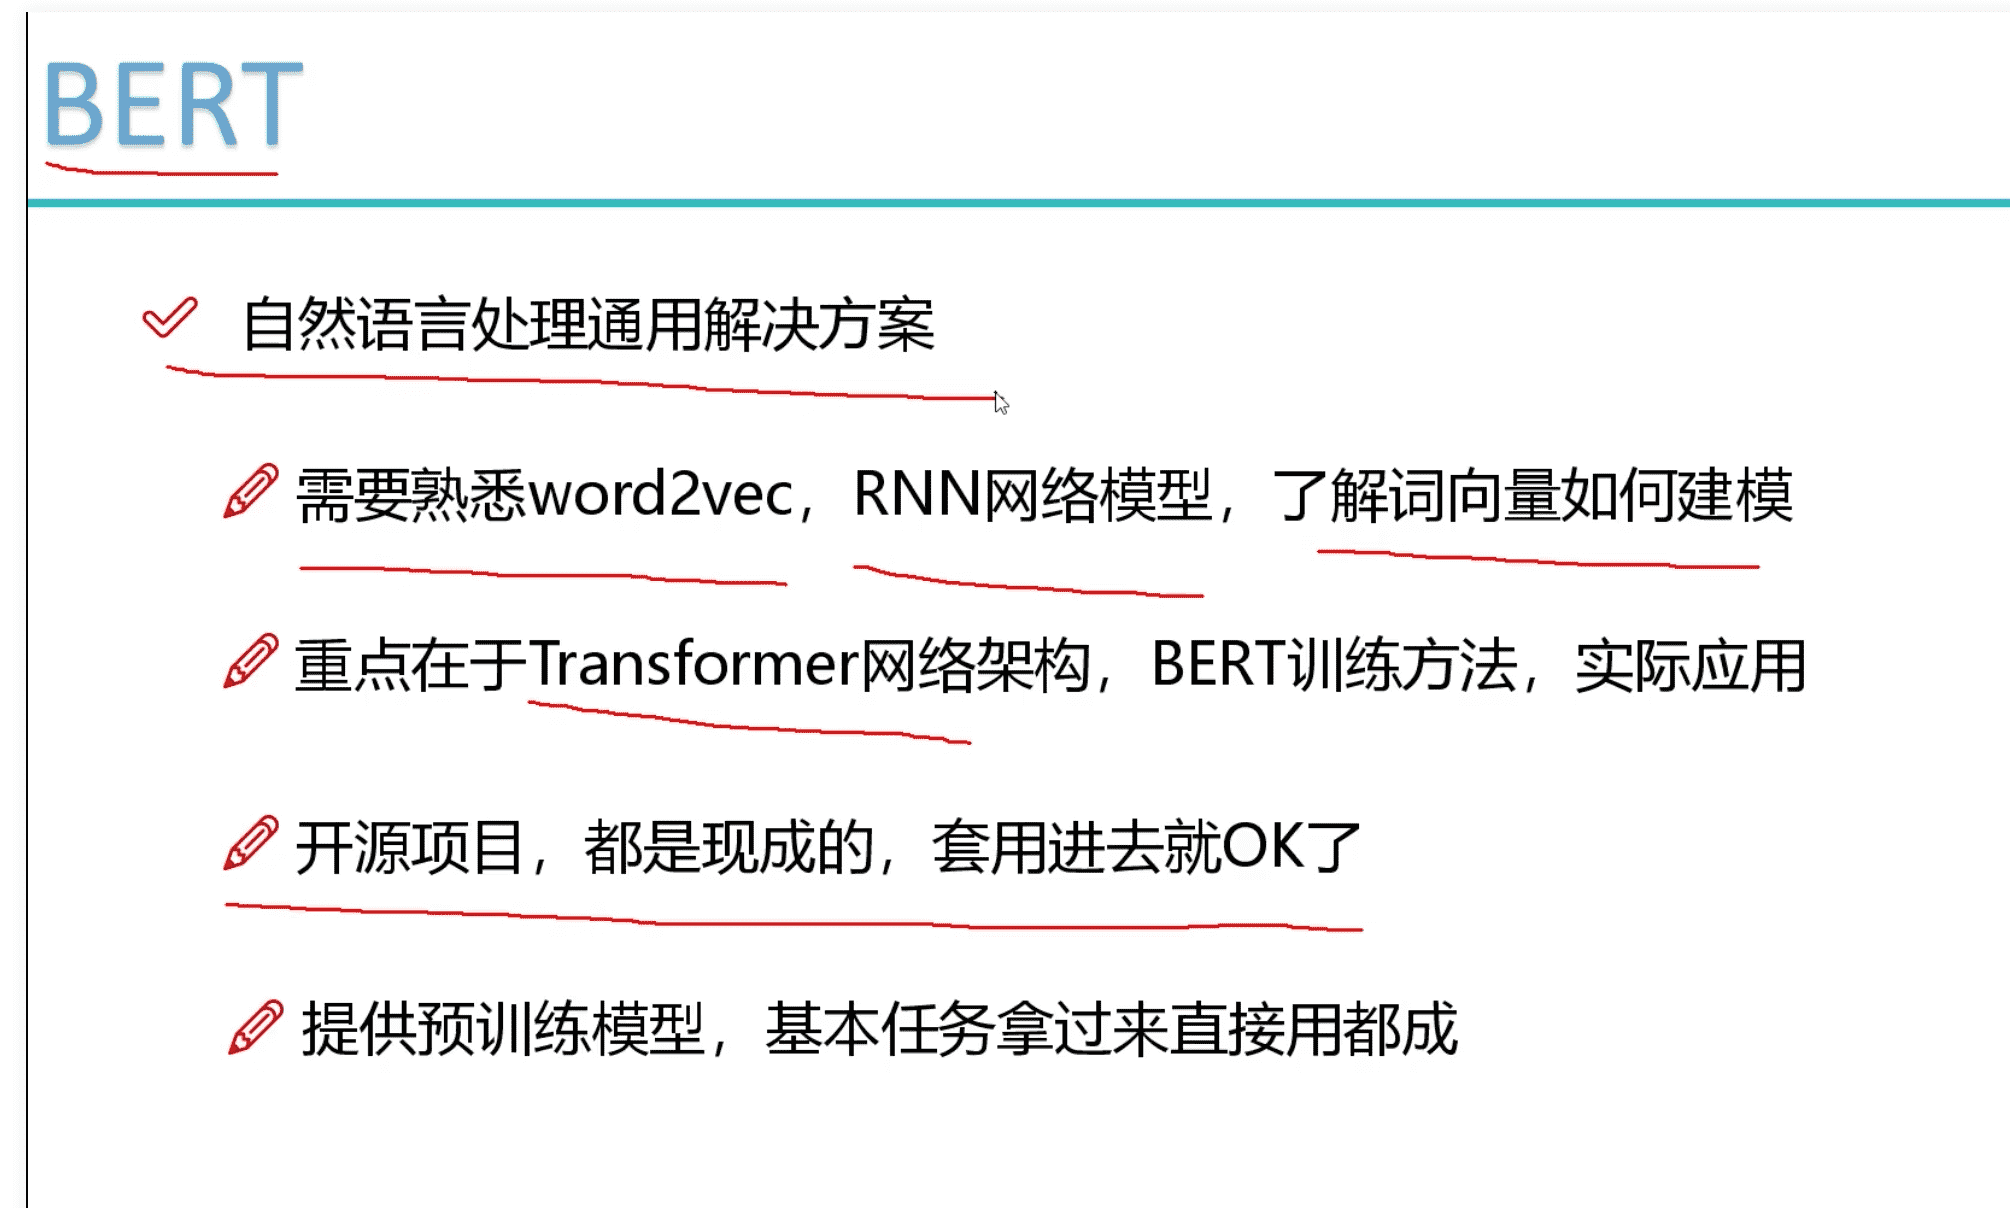 BERT
自然语言处理通用解决方案
需要熟悉word2vec，RNN网络模型，了解词向量如何建模
重点在于Transformer网络架构，BERT训练方法，实际应用
开源项目，都是现成的，套用进去就OK了
提供预训练模型，基本任务拿过来直接用都成